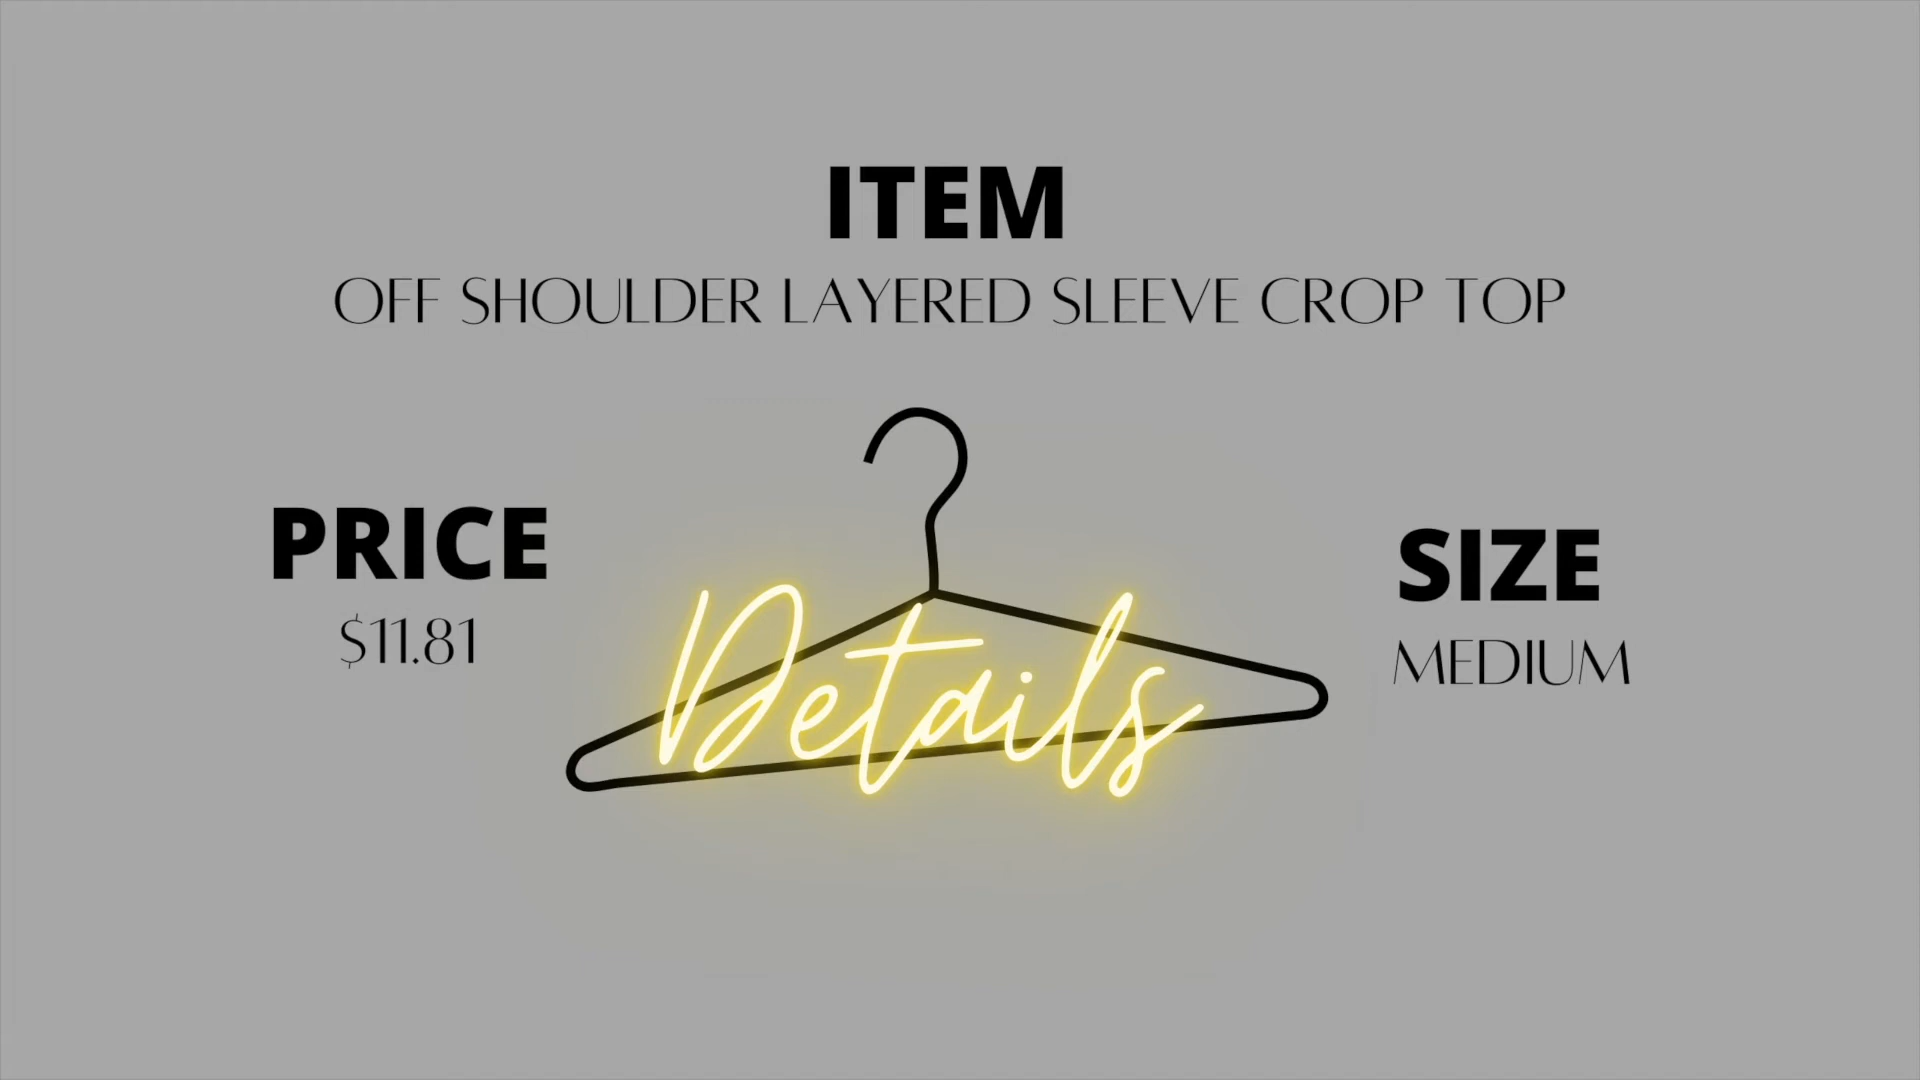 ITEM
OFF SHOULDER LAYERED SLEEVE CROP TOP
PRICE
$11.81
Details
SIZE
MEDIUM